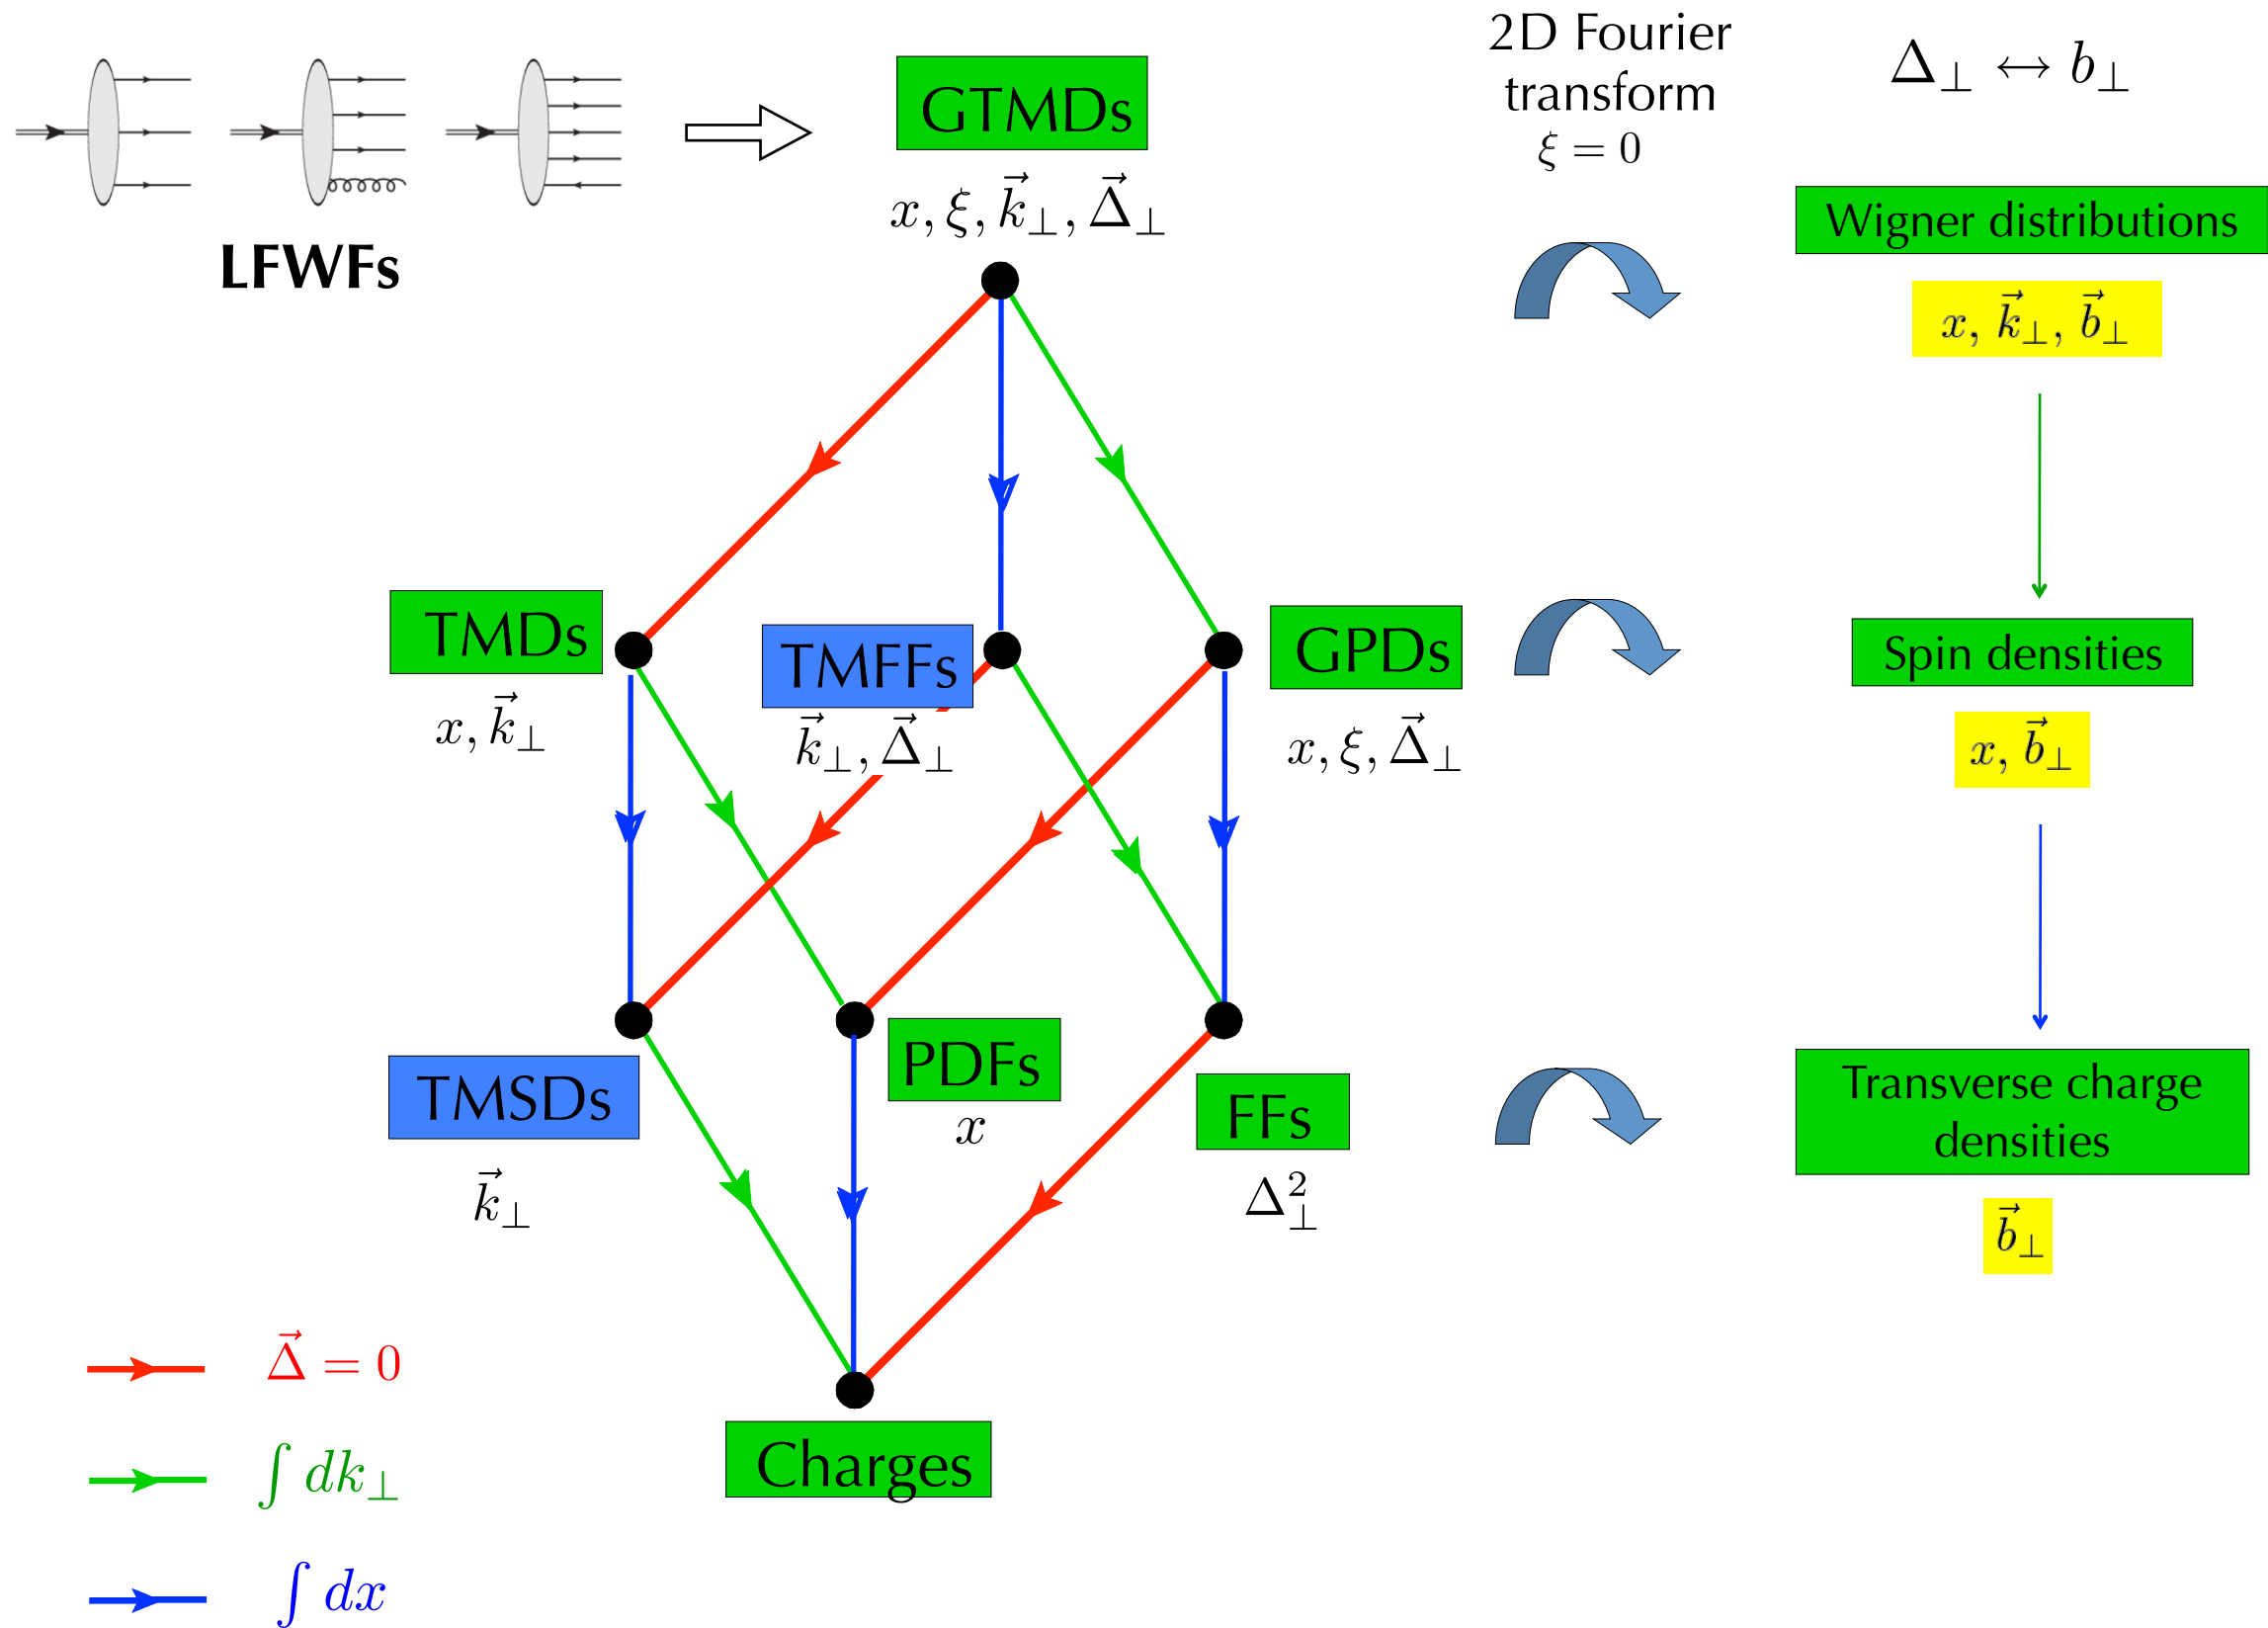 2D Fourier
transform
ξ = 0
Δ⊥ ↔ b⊥
GTMDs
x, ξ, k⃗⊥, Δ⃗⊥
LFWFs
Wigner distributions
x, k⃗⊥, b⃗⊥
TMDs
x, k⃗⊥
TMFFs
k⃗⊥, Δ⃗⊥
GPDs
x, ξ, Δ⃗⊥
Spin densities
x, b⃗⊥
TMSDs
k⃗⊥
PDFs
x
FFs
Δ²⊥
Transverse charge
densities
b⃗⊥
Δ⃗ = 0
∫ dk⊥
∫ dx
Charges